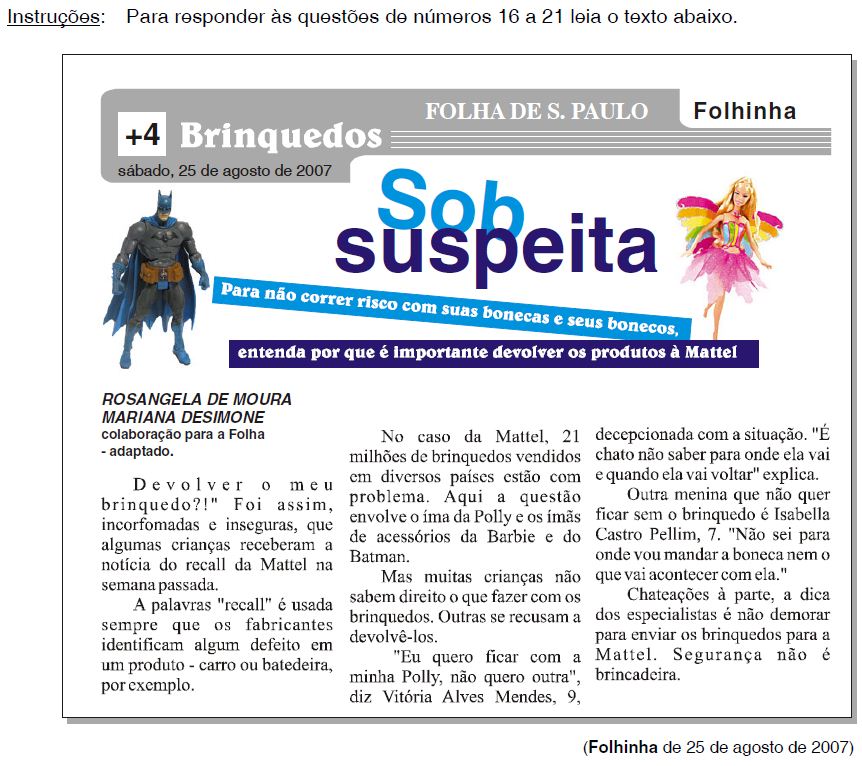 Instruções: Para responder às questões de números 16 a 21 leia o texto abaixo.
FOLHA DE S. PAULO
Folhinha
+4 Brinquedos
sábado, 25 de agosto de 2007
Sob
suspeita
Para não correr risco com suas bonecas e seus bonecos,
entenda por que é importante devolver os produtos à Mattel
ROSANGELA DE MOURA
MARIANA DESIMONE
colaboração para a Folha
- adaptado.
Devolver o meu
brinquedo?!" Foi assim,
incorfomadas e inseguras, que
algumas crianças receberam a
notícia do recall da Mattel na
semana passada.
A palavras "recall" é usada
sempre que os fabricantes
identificam algum defeito em
um produto - carro ou batedeira,
por exemplo.
No caso da Mattel, 21
milhões de brinquedos vendidos
em diversos países estão com
problema. Aqui a questão
envolve o íma da Polly e os ímãs
de acessórios da Barbie e do
Batman.
Mas muitas crianças não
sabem direito o que fazer com os
brinquedos. Outras se recusam a
devolvê-los.
"Eu quero ficar com a
minha Polly, não quero outra",
diz Vitória Alves Mendes, 9,
decepcionada com a situação. "É
chato não saber para onde ela vai
e quando ela vai voltar" explica.
Outra menina que não quer
ficar sem o brinquedo é Isabella
Castro Pellim, 7. "Não sei para
onde vou mandar a boneca nem o
que vai acontecer com ela."
Chateações à parte, a dica
dos especialistas é não demorar
para enviar os brinquedos para a
Mattel. Segurança não é
brincadeira.
(Folhinha de 25 de agosto de 2007)